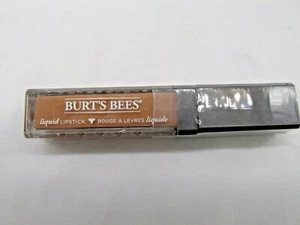 BURT'S BEES®
liquid LIPSTICK ROUGE À LÈVRES liquide